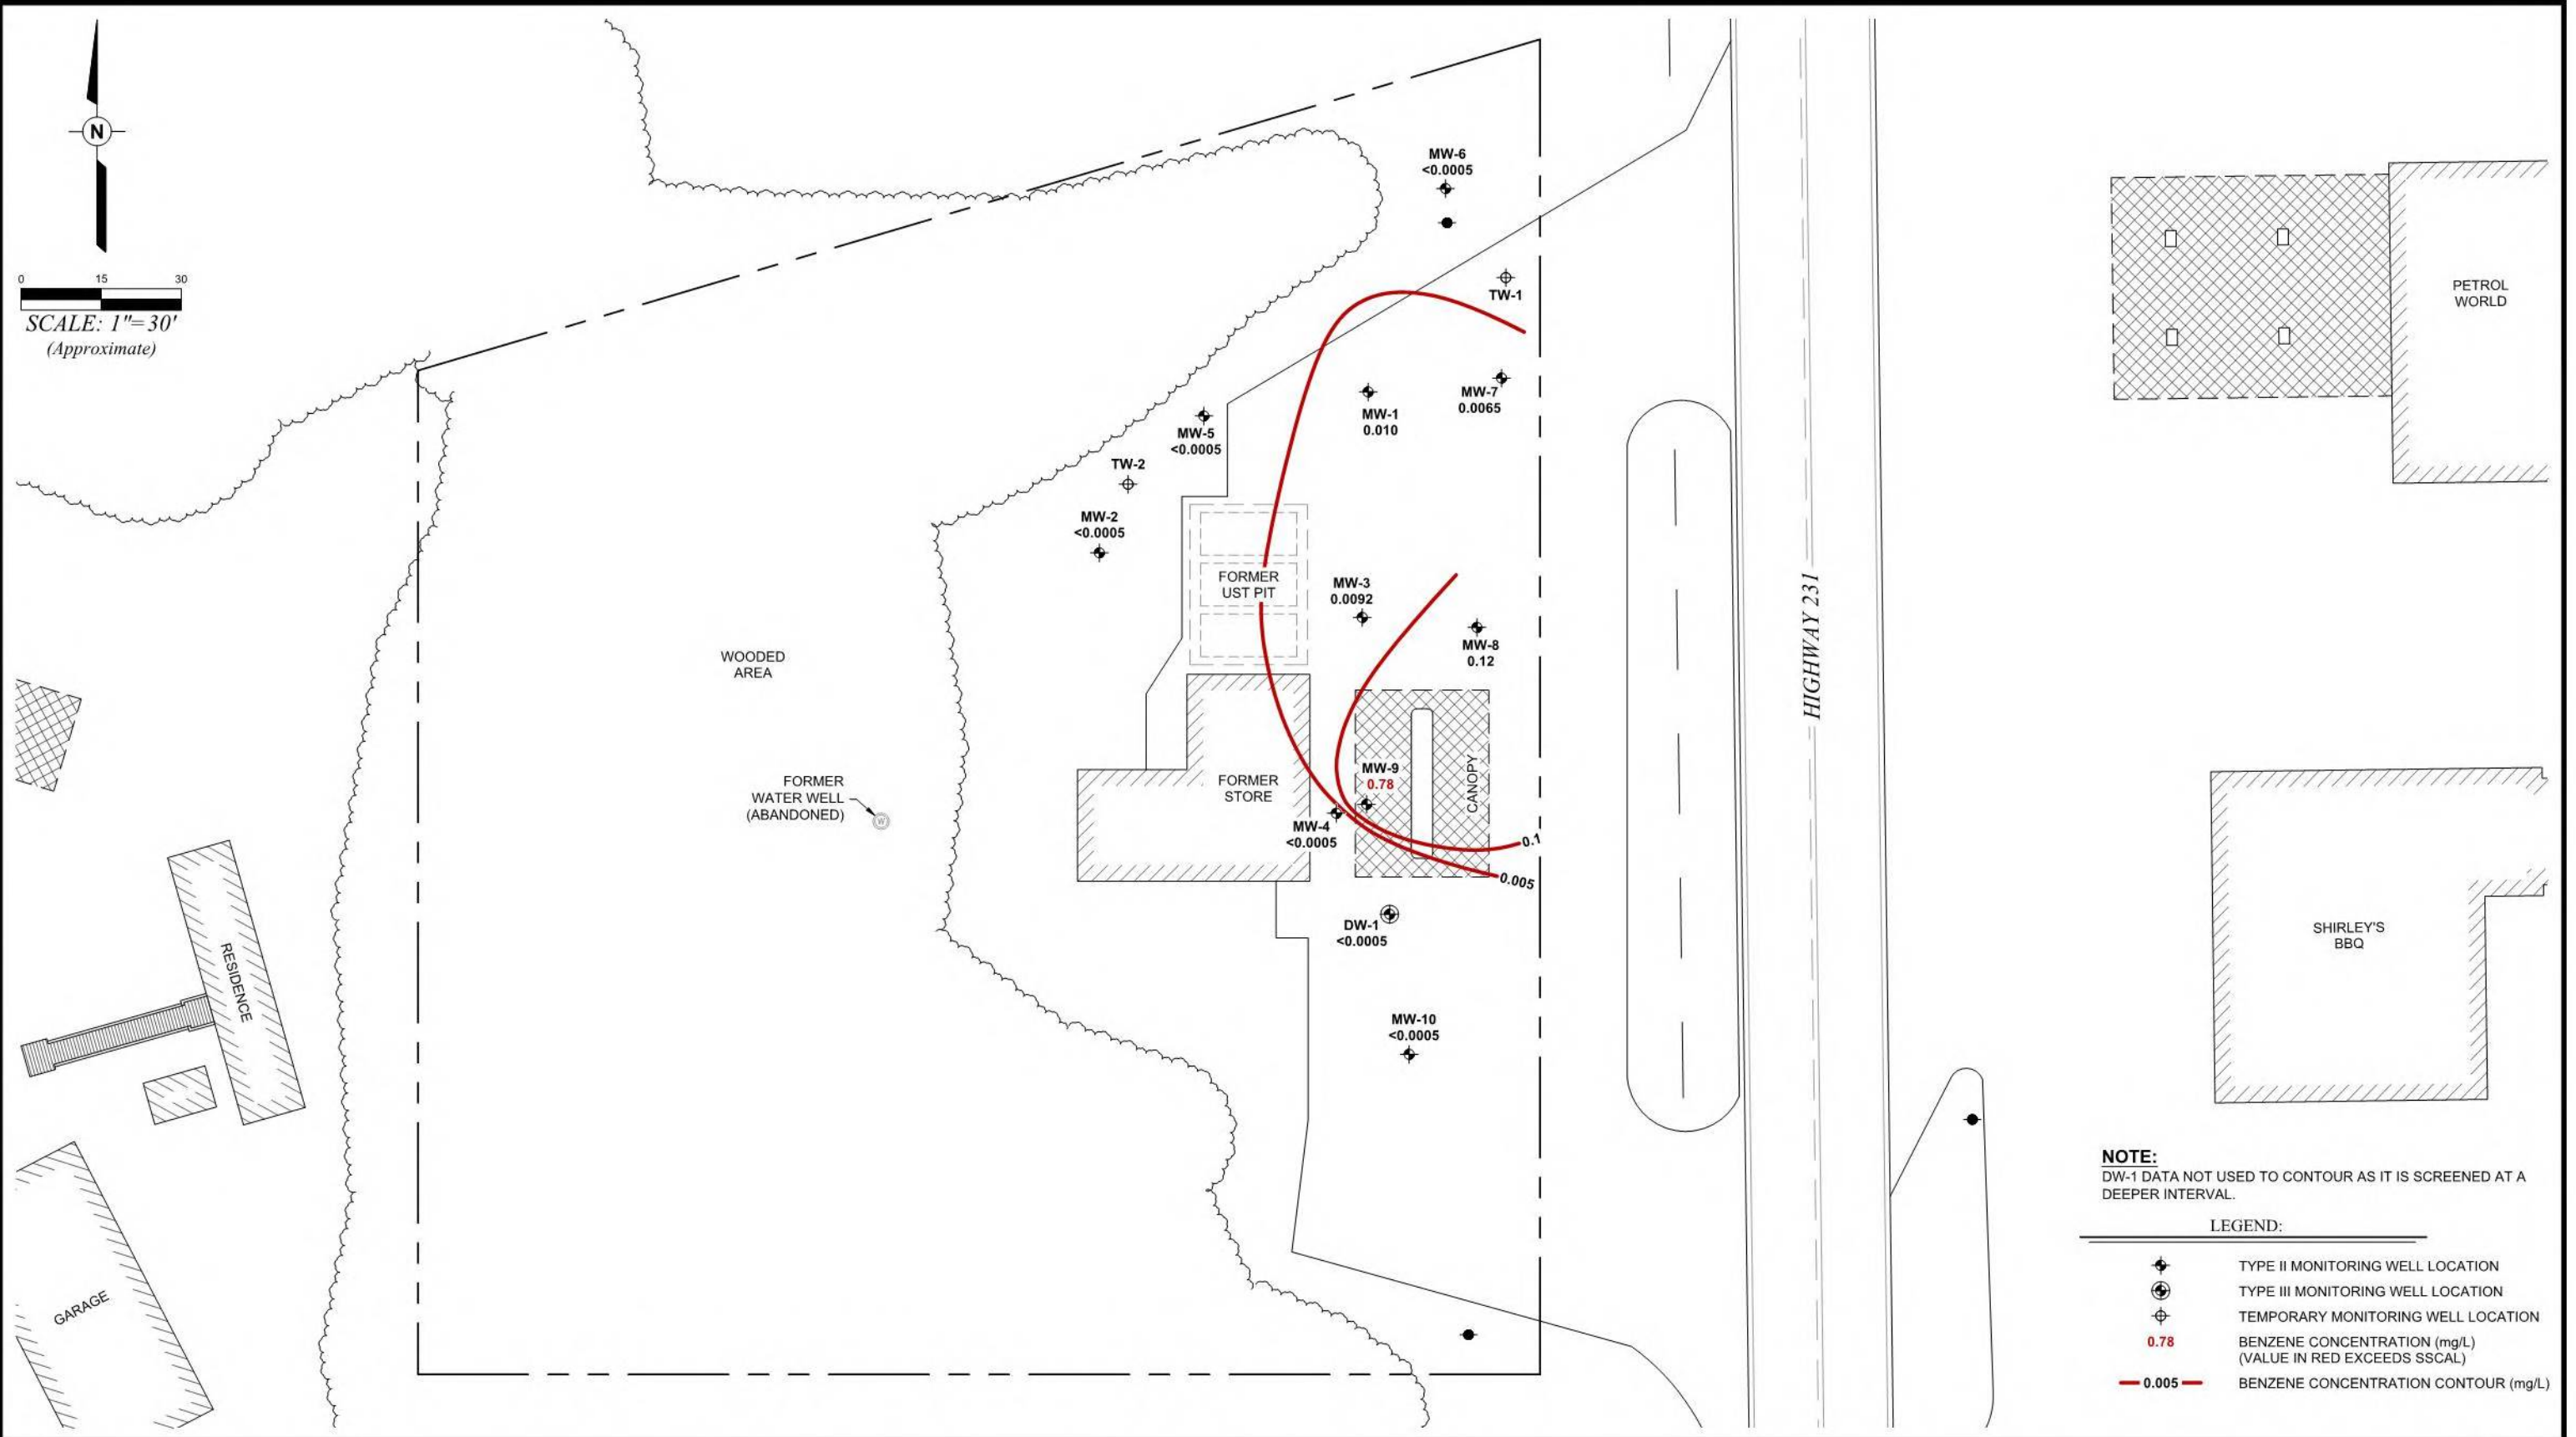 N
0 15 30
SCALE: 1"=30'
(Approximate)
MW-6
<0.0005
TW-1
MW-7
0.0065
MW-1
0.010
MW-5
<0.0005
TW-2
MW-2
<0.0005
FORMER
UST PIT
MW-3
0.0092
MW-8
0.12
WOODED
AREA
FORMER
WATER WELL
(ABANDONED)
W
FORMER
STORE
MW-9
0.78
CANOPY
MW-4
<0.0005
0.1
0.005
DW-1
<0.0005
MW-10
<0.0005
HIGHWAY 231
PETROL
WORLD
SHIRLEY'S
BBQ
RESIDENCE
GARAGE
NOTE:
DW-1 DATA NOT USED TO CONTOUR AS IT IS SCREENED AT A
DEEPER INTERVAL.
LEGEND:
TYPE II MONITORING WELL LOCATION
TYPE III MONITORING WELL LOCATION
TEMPORARY MONITORING WELL LOCATION
0.78 BENZENE CONCENTRATION (mg/L)
(VALUE IN RED EXCEEDS SSCAL)
0.005 BENZENE CONCENTRATION CONTOUR (mg/L)